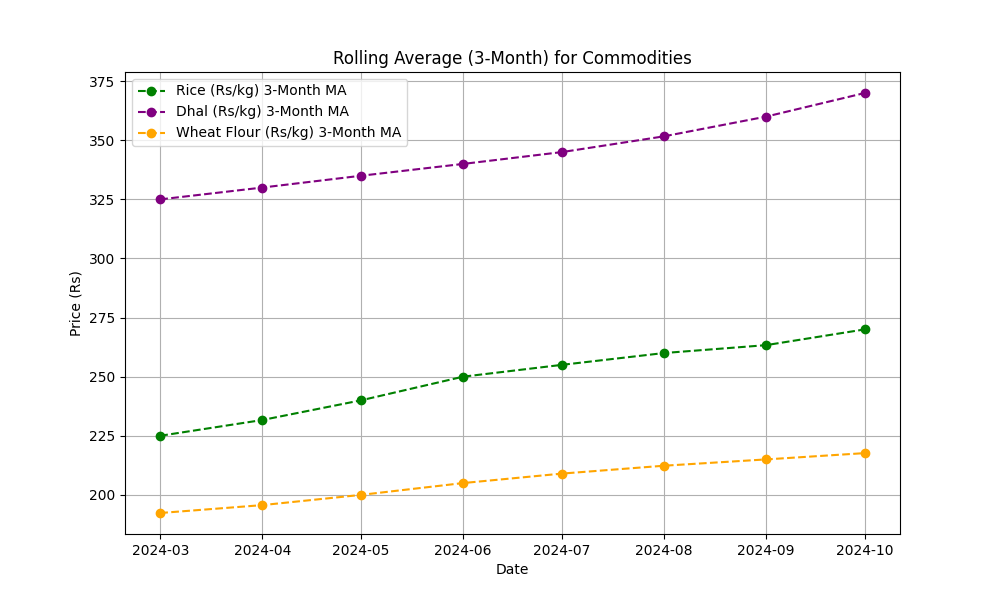 Rolling Average (3-Month) for Commodities
Rice (Rs/kg) 3-Month MA
Dhal (Rs/kg) 3-Month MA
Wheat Flour (Rs/kg) 3-Month MA
375
350
325
300
275
250
225
200
Price (Rs)
2024-03 2024-04 2024-05 2024-06 2024-07 2024-08 2024-09 2024-10
Date